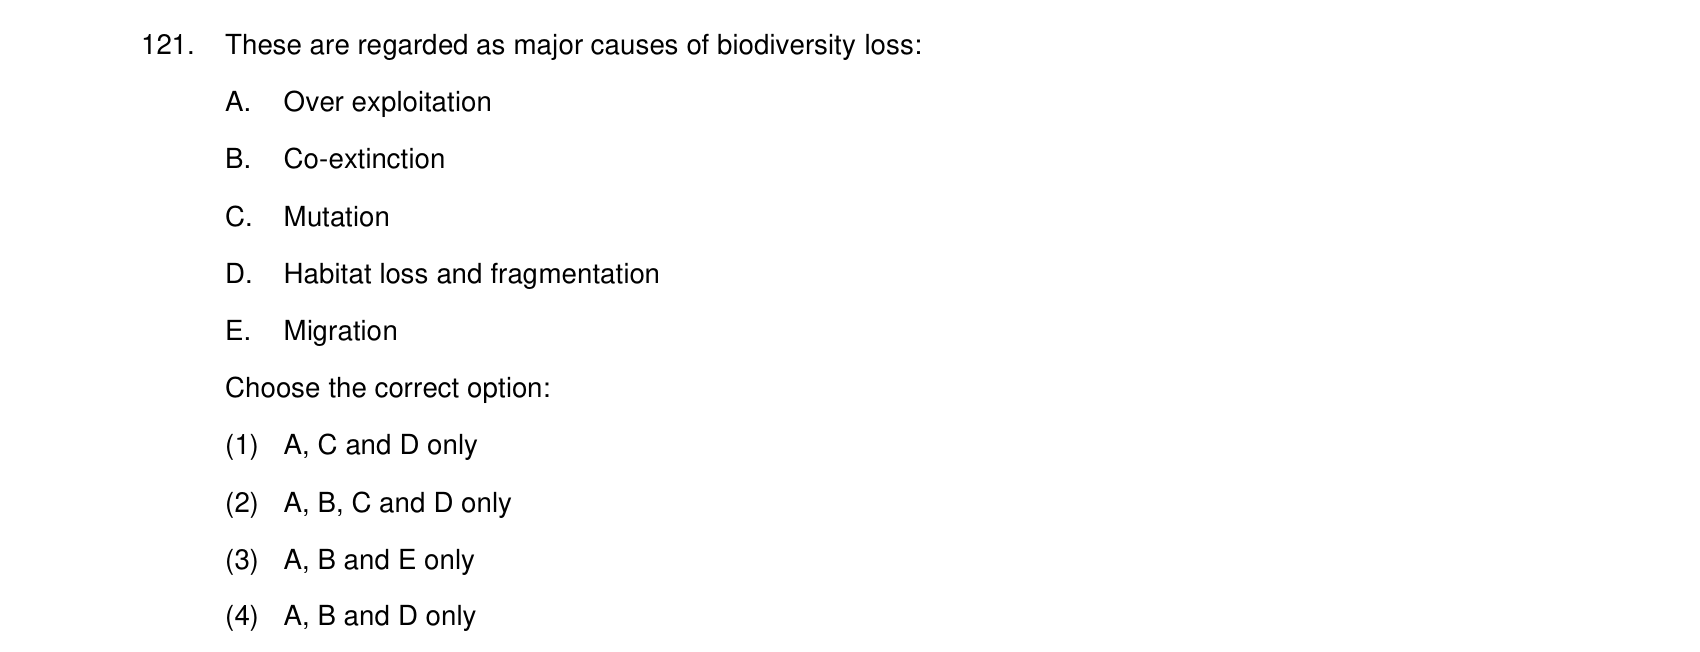 121. These are regarded as major causes of biodiversity loss:
A. Over exploitation
B. Co-extinction
C. Mutation
D. Habitat loss and fragmentation
E. Migration
Choose the correct option:
(1) A, C and D only
(2) A, B, C and D only
(3) A, B and E only
(4) A, B and D only